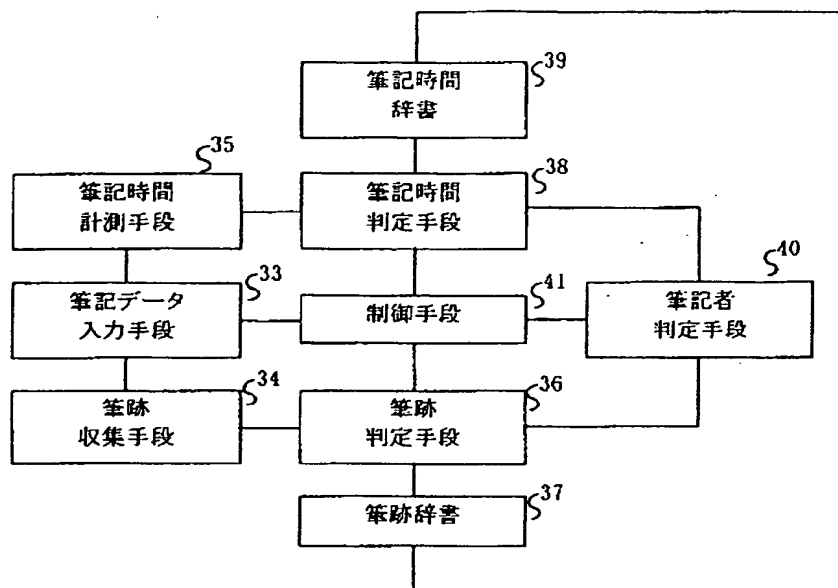 39
筆記時間
辞書
35
筆記時間
計測手段
38
筆記時間
判定手段
33
筆記データ
入力手段
41
制御手段
40
筆記者
判定手段
34
筆跡
収集手段
36
筆跡
判定手段
37
筆跡辞書